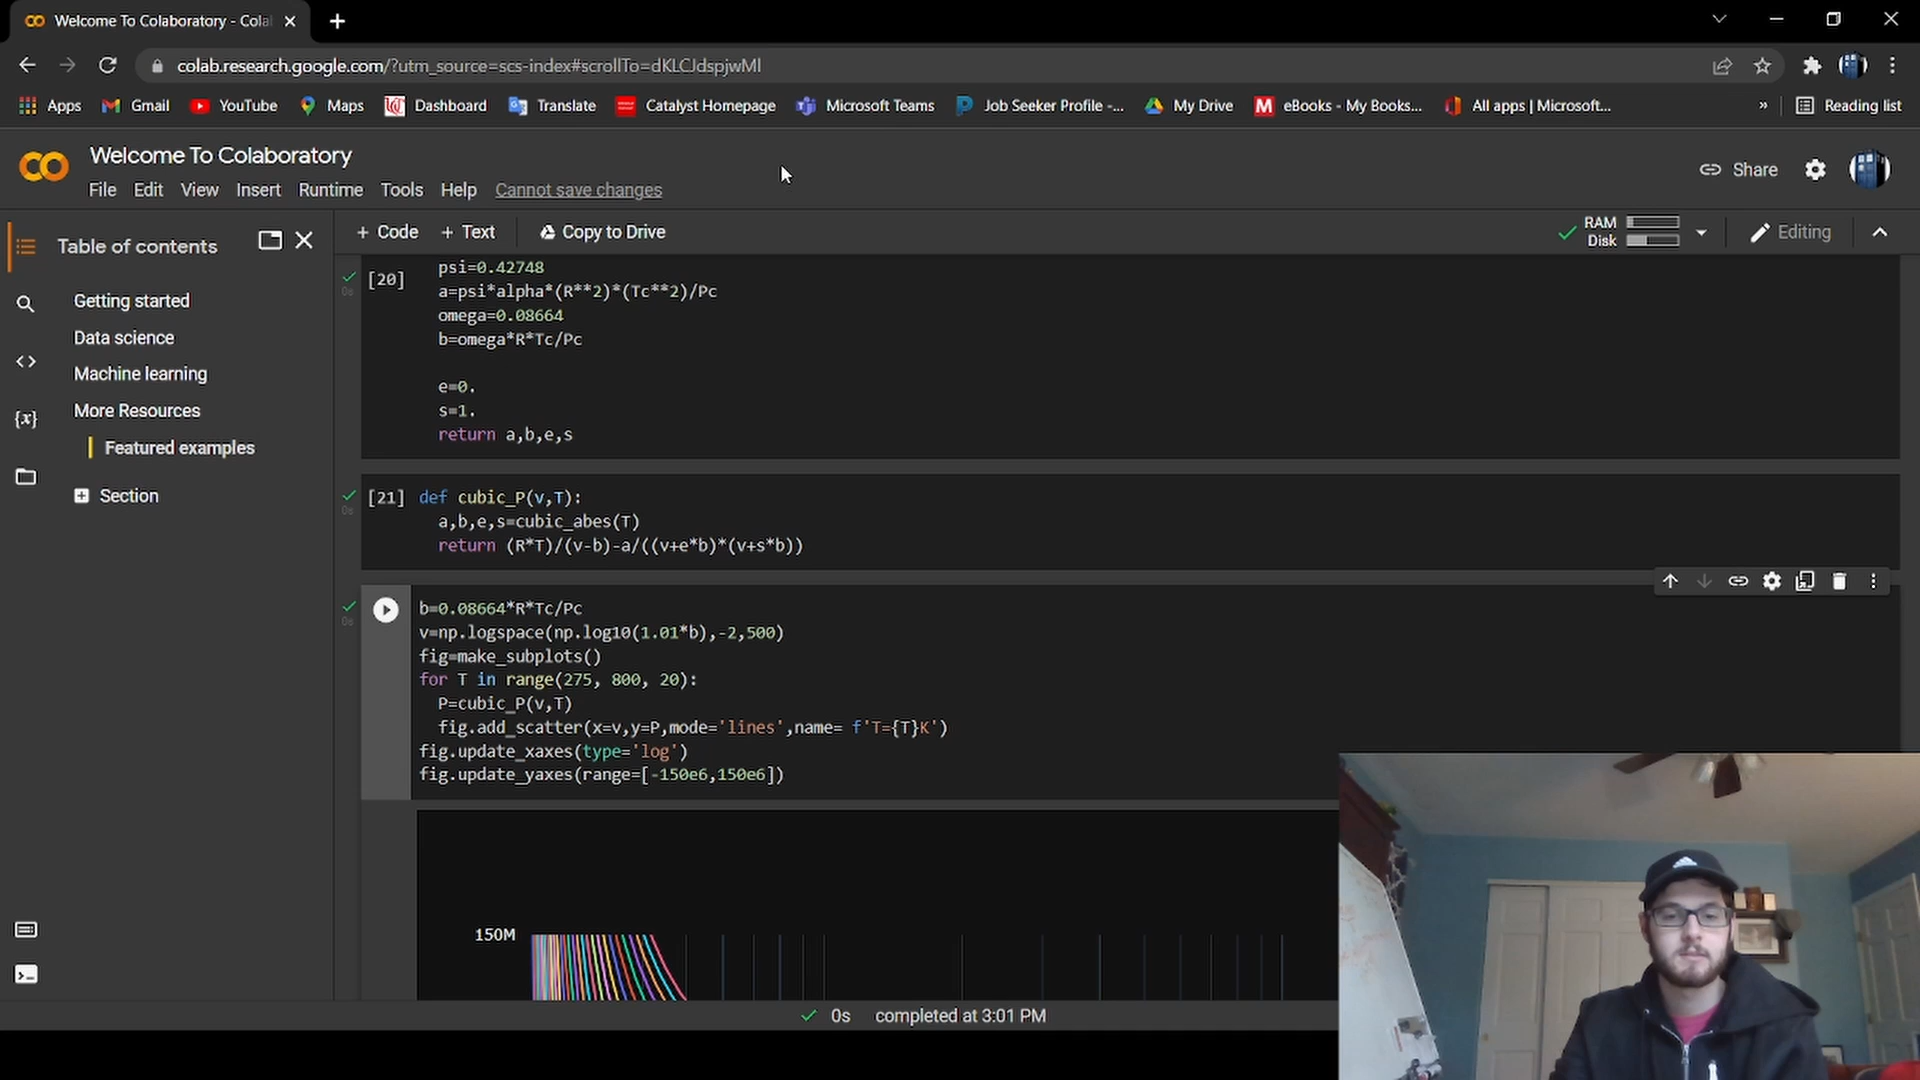 Welcome To Colaboratory - Cola
colab.research.google.com/?utm_source=scs-index#scrollTo=dKLCJdspjwMl
Apps Gmail YouTube Maps Dashboard Translate Catalyst Homepage Microsoft Teams Job Seeker Profile -... My Drive eBooks - My Books... All apps | Microsoft... » Reading list
Welcome To Colaboratory
File Edit View Insert Runtime Tools Help Cannot save changes
Share
+ Code + Text Copy to Drive
RAM
Disk
Editing
Table of contents
Getting started
Data science
Machine learning
More Resources
Featured examples
Section
[20]
0s
psi=0.42748
a=psi*alpha*(R**2)*(Tc**2)/Pc
omega=0.08664
b=omega*R*Tc/Pc
e=0.
s=1.
return a,b,e,s
[21] def cubic_P(v,T):
0s
a,b,e,s=cubic_abes(T)
return (R*T)/(v-b)-a/((v+e*b)*(v+s*b))
b=0.08664*R*Tc/Pc
0s
v=np.logspace(np.log10(1.01*b),-2,500)
fig=make_subplots()
for T in range(275, 800, 20):
P=cubic_P(v,T)
fig.add_scatter(x=v,y=P,mode='lines',name= f'T={T}K')
fig.update_xaxes(type='log')
fig.update_yaxes(range=[-150e6,150e6])
150M
0s completed at 3:01 PM